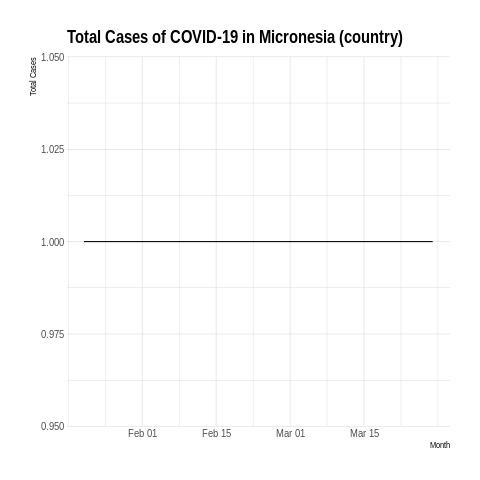 Total Cases of COVID-19 in Micronesia (country)
Total Cases
1.050
1.025
1.000
0.975
0.950
Feb 01 Feb 15 Mar 01 Mar 15
Month